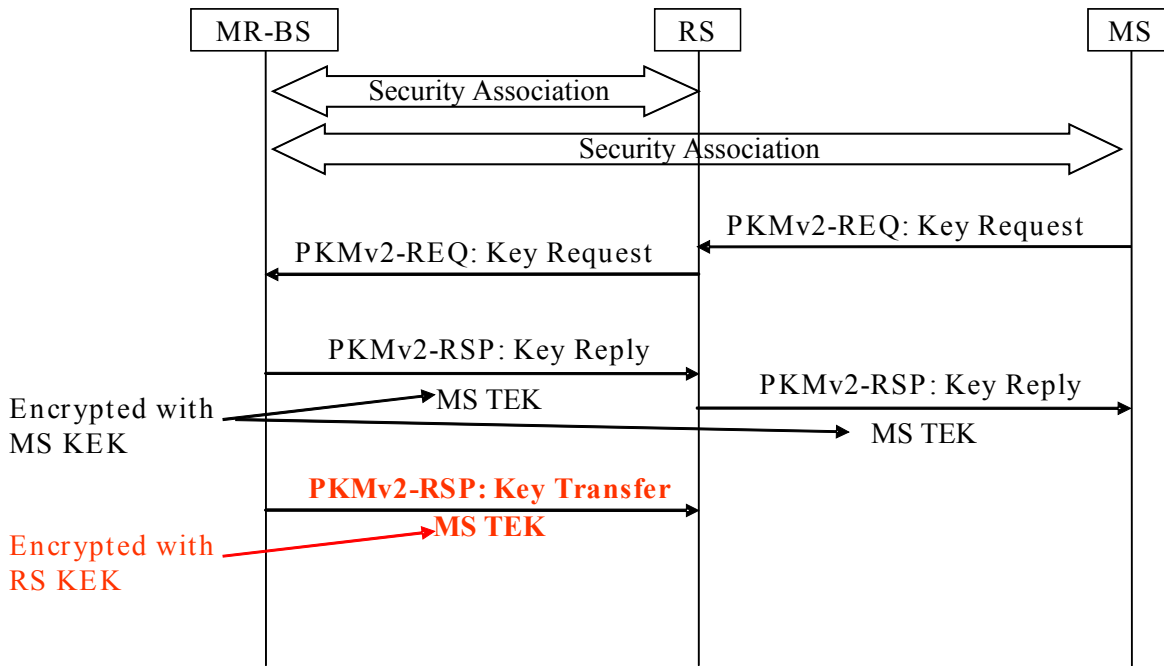 MR-BS
RS
MS
Security Association
Security Association
PKMv2-REQ: Key Request
PKMv2-REQ: Key Request
PKMv2-RSP: Key Reply
PKMv2-RSP: Key Reply
MS TEK
Encrypted with
MS KEK
MS TEK
PKMv2-RSP: Key Transfer
MS TEK
Encrypted with
RS KEK